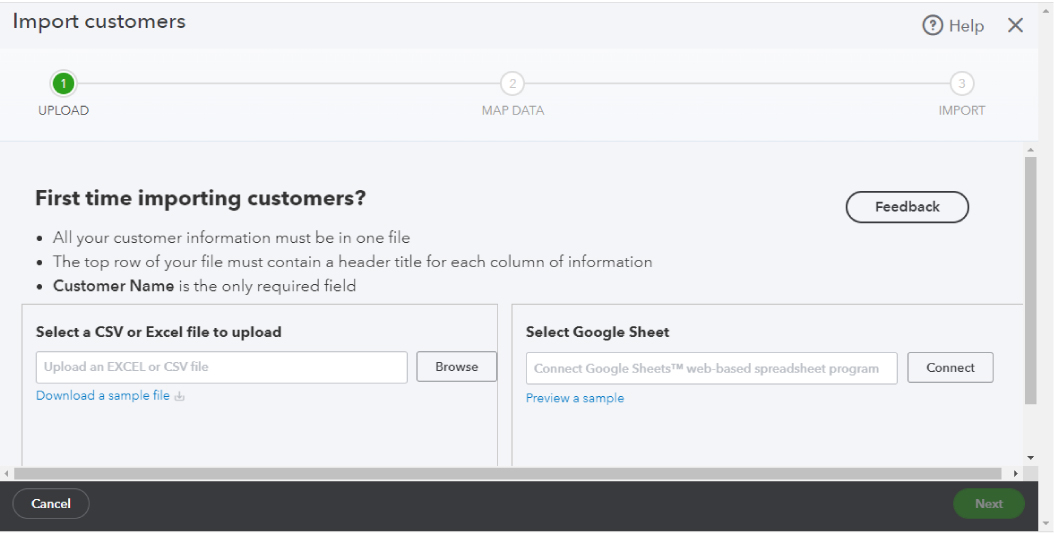 Import customers
Help
1
2
3
UPLOAD
MAP DATA
IMPORT
First time importing customers?
Feedback
All your customer information must be in one file
The top row of your file must contain a header title for each column of information
Customer Name is the only required field
Select a CSV or Excel file to upload
Upload an EXCEL or CSV file
Browse
Download a sample file
Select Google Sheet
Connect Google Sheets™ web-based spreadsheet program
Connect
Preview a sample
Cancel
Next